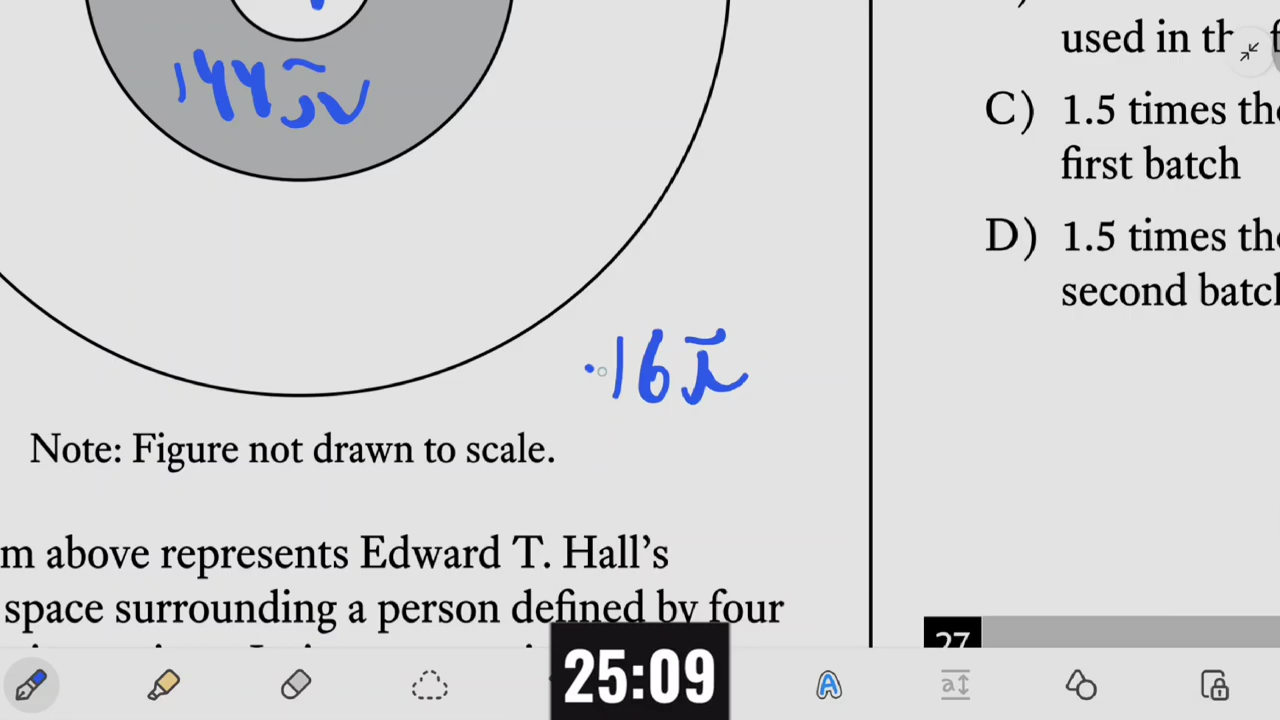 used in th
C) 1.5 times the
first batch
D) 1.5 times the
second batch
144π
16π
Note: Figure not drawn to scale.
m above represents Edward T. Hall’s
space surrounding a person defined by four
27
25:09
A
a